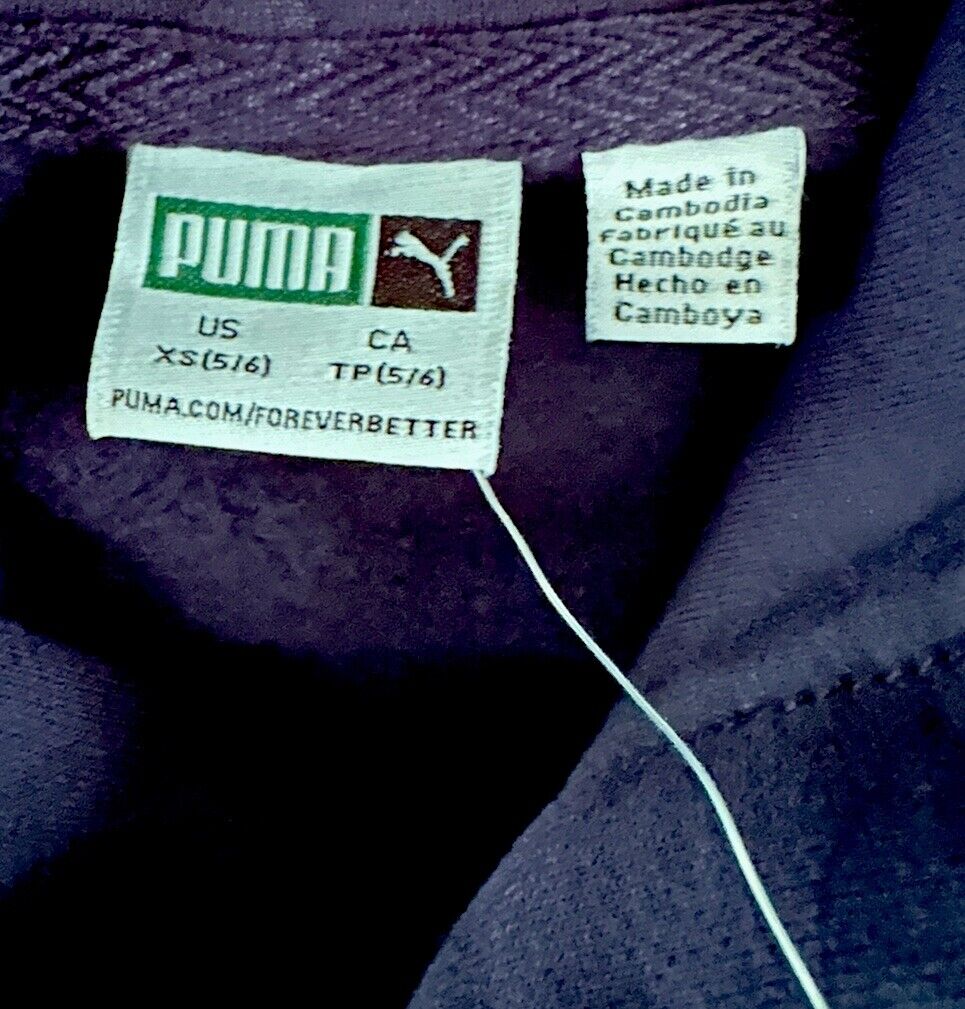 PUMA
US CA
XS(5/6) TP(5/6)
PUMA.COM/FOREVERBETTER
Made in
Cambodia
Fabriqué au
Cambodge
Hecho en
Camboya